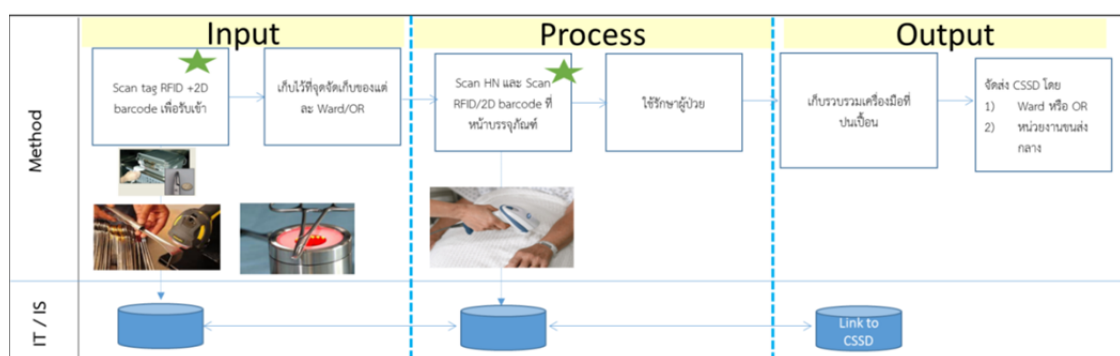 Input
Process
Output
Method
Scan tag RFID +2D
barcode เพื่อรับเข้า
เก็บไว้ที่จุดจัดเก็บของแต่
ละ Ward/OR
Scan HN และ Scan
RFID/2D barcode ที่
หน้าบรรจุภัณฑ์
ใช้รักษาผู้ป่วย
เก็บรวบรวมเครื่องมือที่
ปนเปื้อน
จัดส่ง CSSD โดย
1) Ward หรือ OR
2) หน่วยงานขนส่ง
กลาง
IT / IS
Link to
CSSD